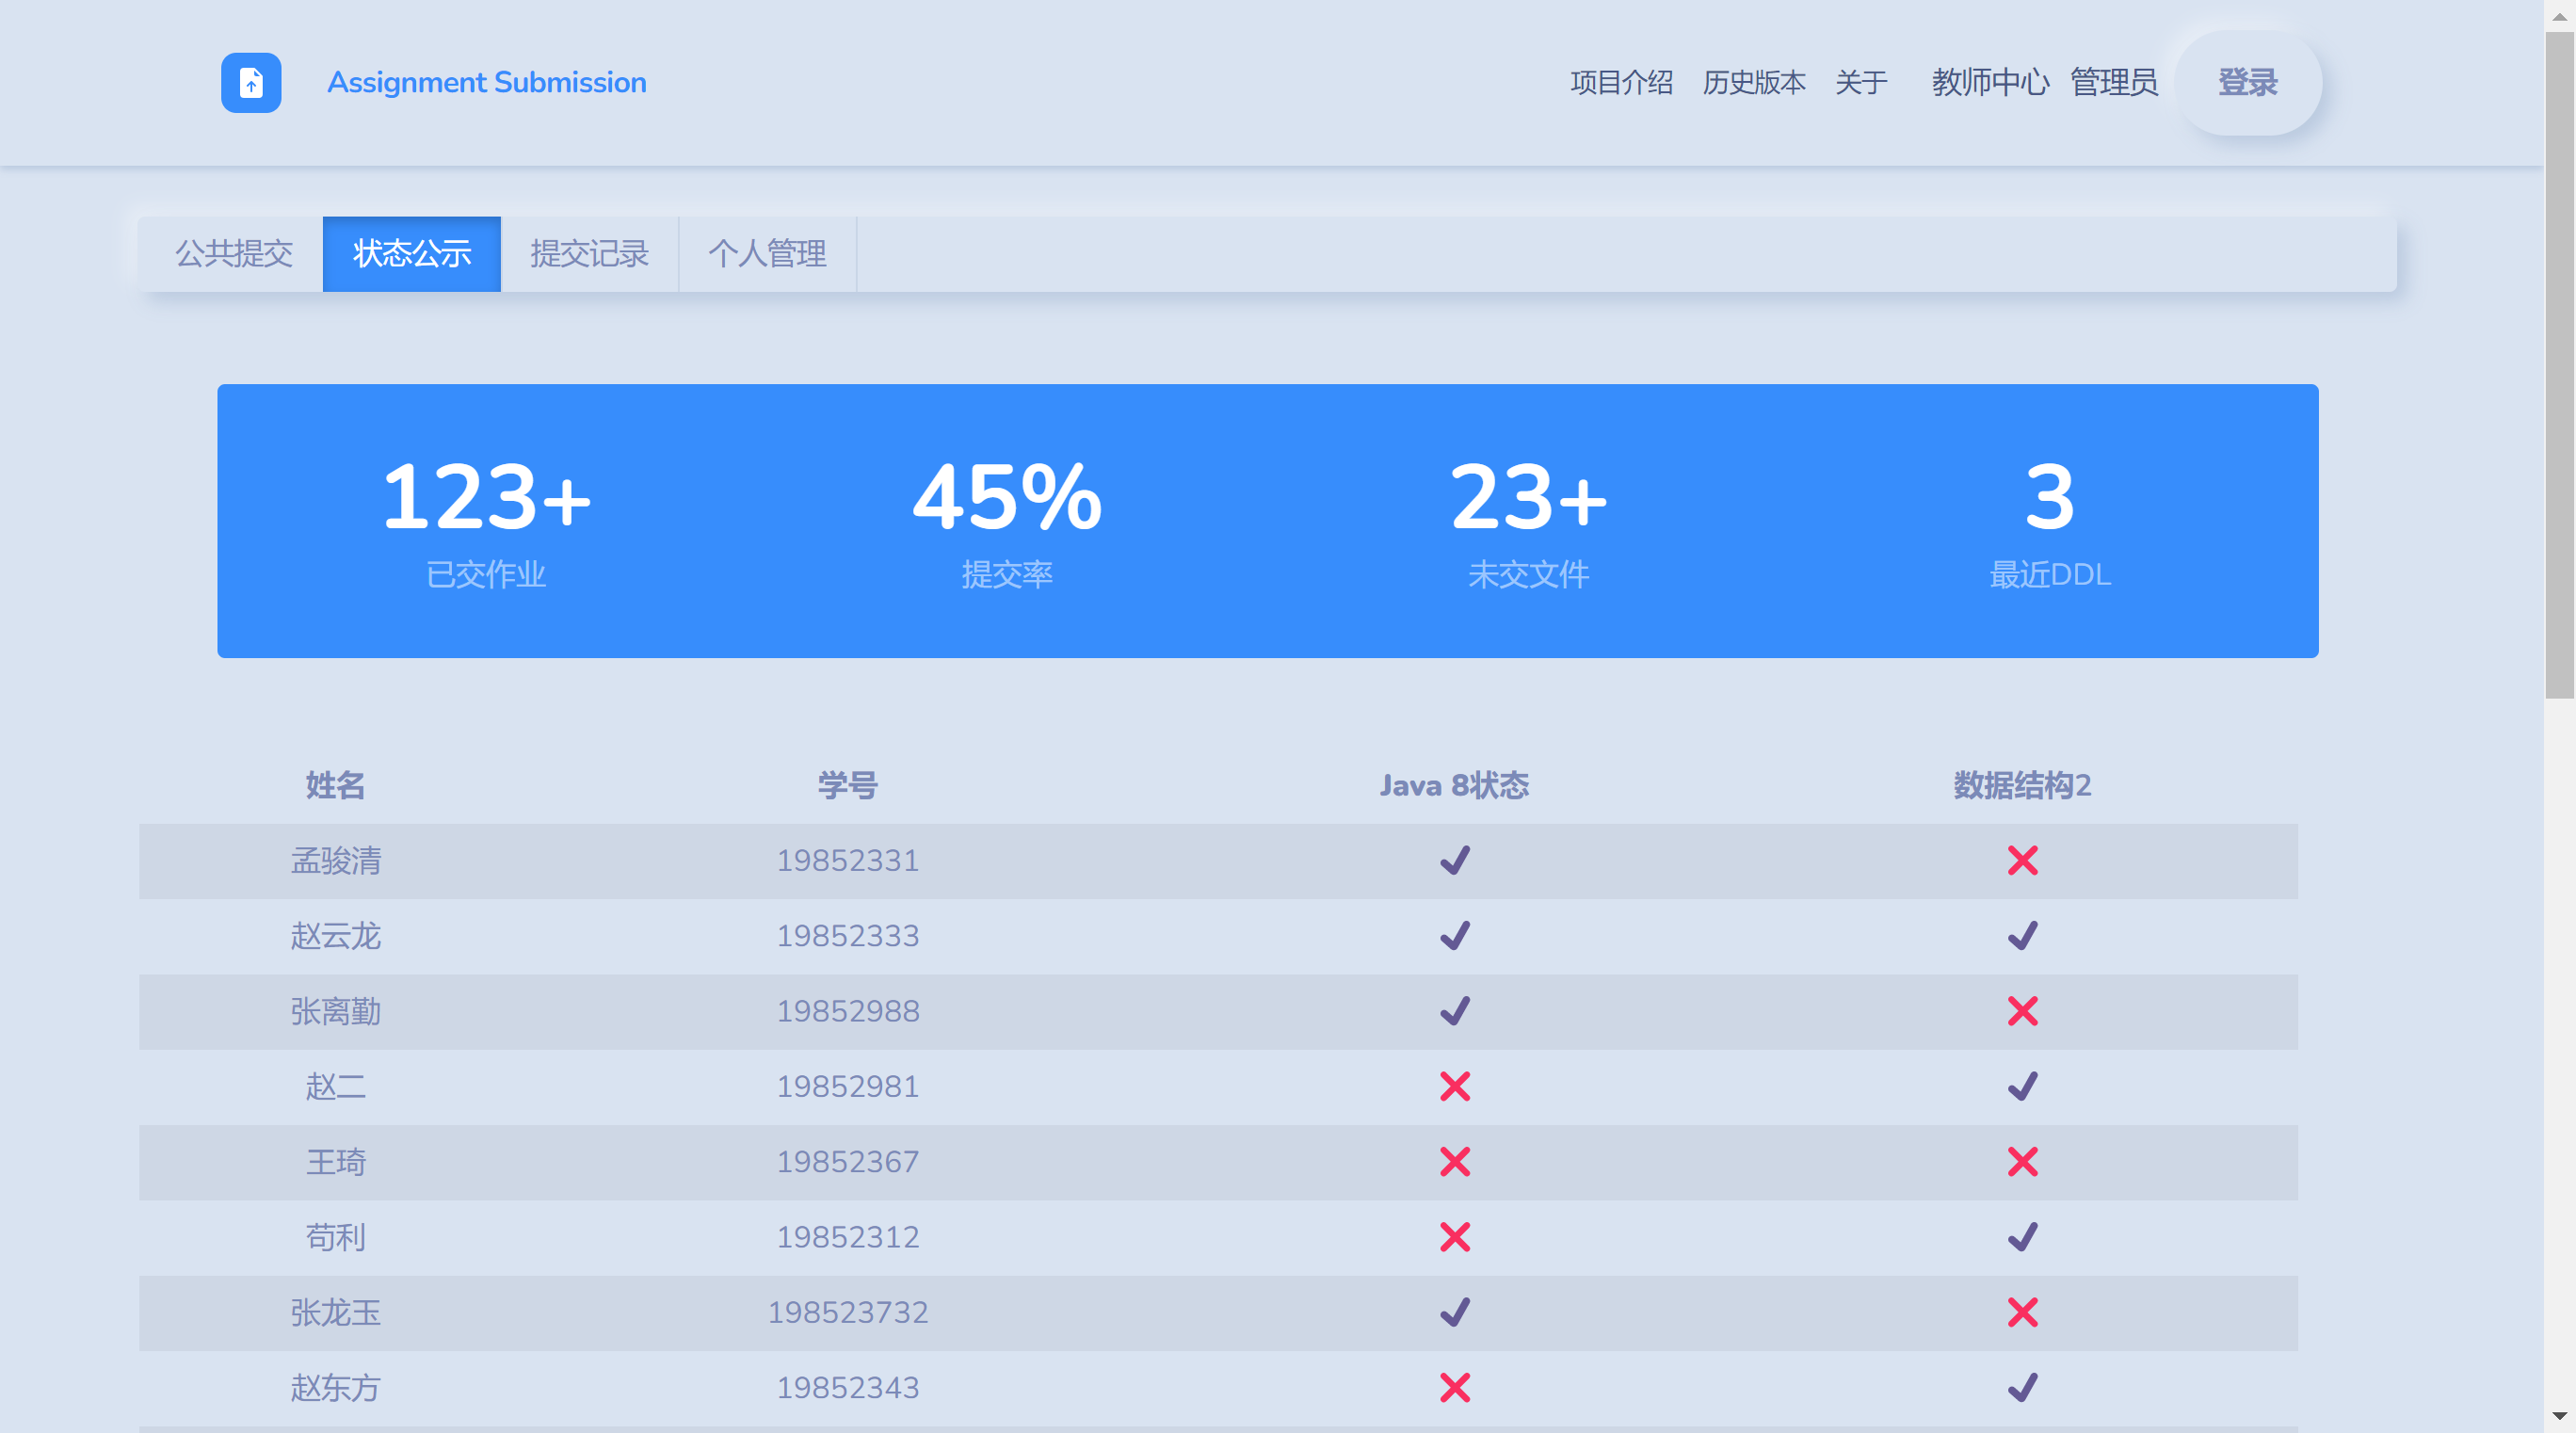 Assignment Submission 项目介绍 历史版本 关于 教师中心 管理员 登录
公共提交 状态公示 提交记录 个人管理
123+ 45% 23+ 3
已交作业 提交率 未交文件 最近DDL
姓名 学号 Java 8状态 数据结构2
孟骏清 19852331
赵云龙 19852333
张离勤 19852988
赵二 19852981
王琦 19852367
苟利 19852312
张龙玉 198523732
赵东方 19852343